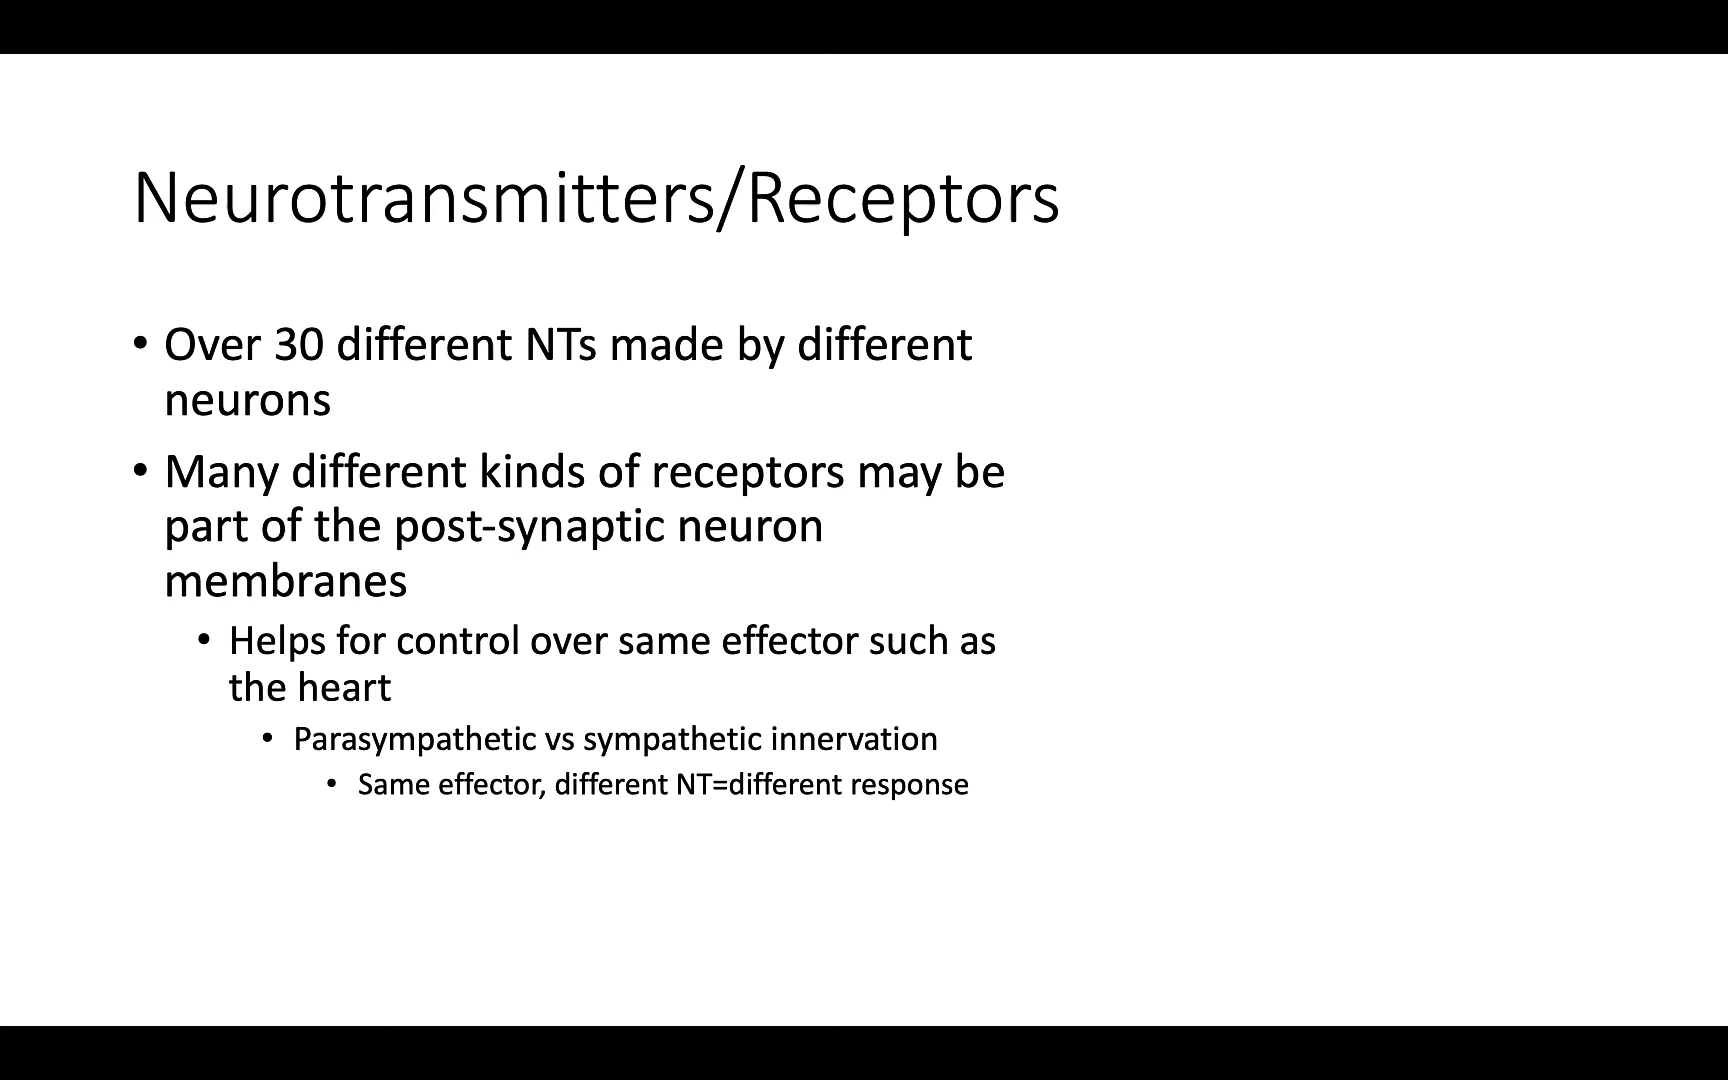 Neurotransmitters/Receptors
• Over 30 different NTs made by different
neurons
• Many different kinds of receptors may be
part of the post-synaptic neuron
membranes
• Helps for control over same effector such as
the heart
• Parasympathetic vs sympathetic innervation
• Same effector, different NT=different response